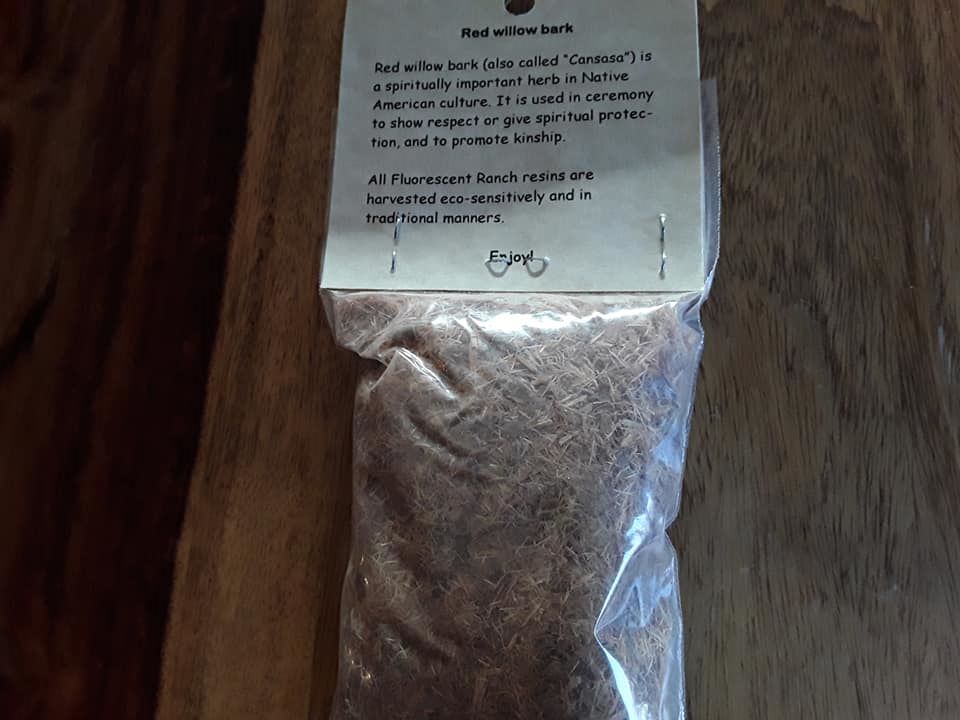 Red willow bark
Red willow bark (also called "Cansasa") is
a spiritually important herb in Native
American culture. It is used in ceremony
to show respect or give spiritual protec-
tion, and to promote kinship.
All Fluorescent Ranch resins are
harvested eco-sensitively and in
traditional manners.
Enjoy!